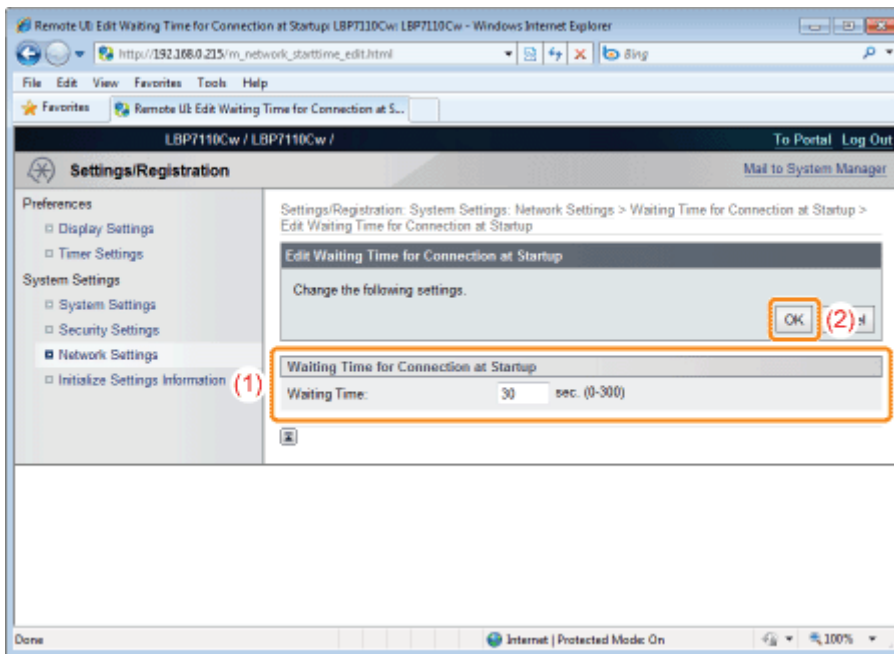 Remote UI: Edit Waiting Time for Connection at Startup: LBP7110Cw: LBP7110Cw - Windows Internet Explorer
http://192.168.0.215/m_network_starttime_edit.html
Bing
File Edit View Favorites Tools Help
Favorites
Remote UI: Edit Waiting Time for Connection at S...
LBP7110Cw / LBP7110Cw /
To Portal Log Out
Settings/Registration
Mail to System Manager
Preferences
Display Settings
Timer Settings
System Settings
System Settings
Security Settings
Network Settings
Initialize Settings Information
Settings/Registration: System Settings: Network Settings > Waiting Time for Connection at Startup >
Edit Waiting Time for Connection at Startup
Edit Waiting Time for Connection at Startup
Change the following settings.
OK (2)
(1)
Waiting Time for Connection at Startup
Waiting Time: 30 sec. (0-300)
Done
Internet | Protected Mode: On
100%